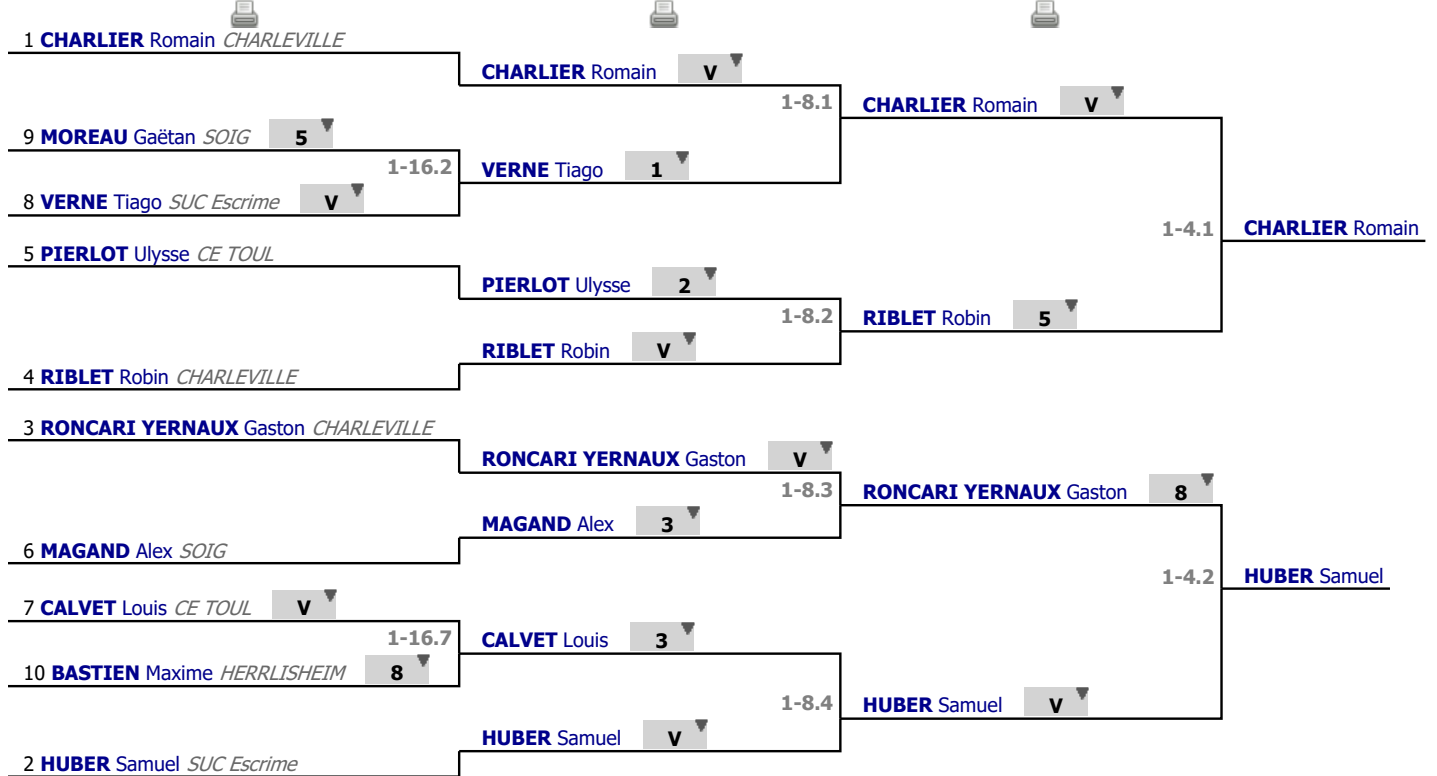 1 CHARLIER Romain CHARLEVILLE
CHARLIER Romain V
1-8.1
CHARLIER Romain V
9 MOREAU Gaëtan SOIG 5
1-16.2
VERNE Tiago 1
8 VERNE Tiago SUC Escrime V
1-4.1
CHARLIER Romain
5 PIERLOT Ulysse CE TOUL
PIERLOT Ulysse 2
1-8.2
RIBLET Robin 5
RIBLET Robin V
4 RIBLET Robin CHARLEVILLE
3 RONCARI YERNAUX Gaston CHARLEVILLE
RONCARI YERNAUX Gaston V
1-8.3
RONCARI YERNAUX Gaston 8
MAGAND Alex 3
6 MAGAND Alex SOIG
1-4.2
HUBER Samuel
7 CALVET Louis CE TOUL V
1-16.7
CALVET Louis 3
10 BASTIEN Maxime HERRLISHEIM 8
1-8.4
HUBER Samuel V
HUBER Samuel V
2 HUBER Samuel SUC Escrime